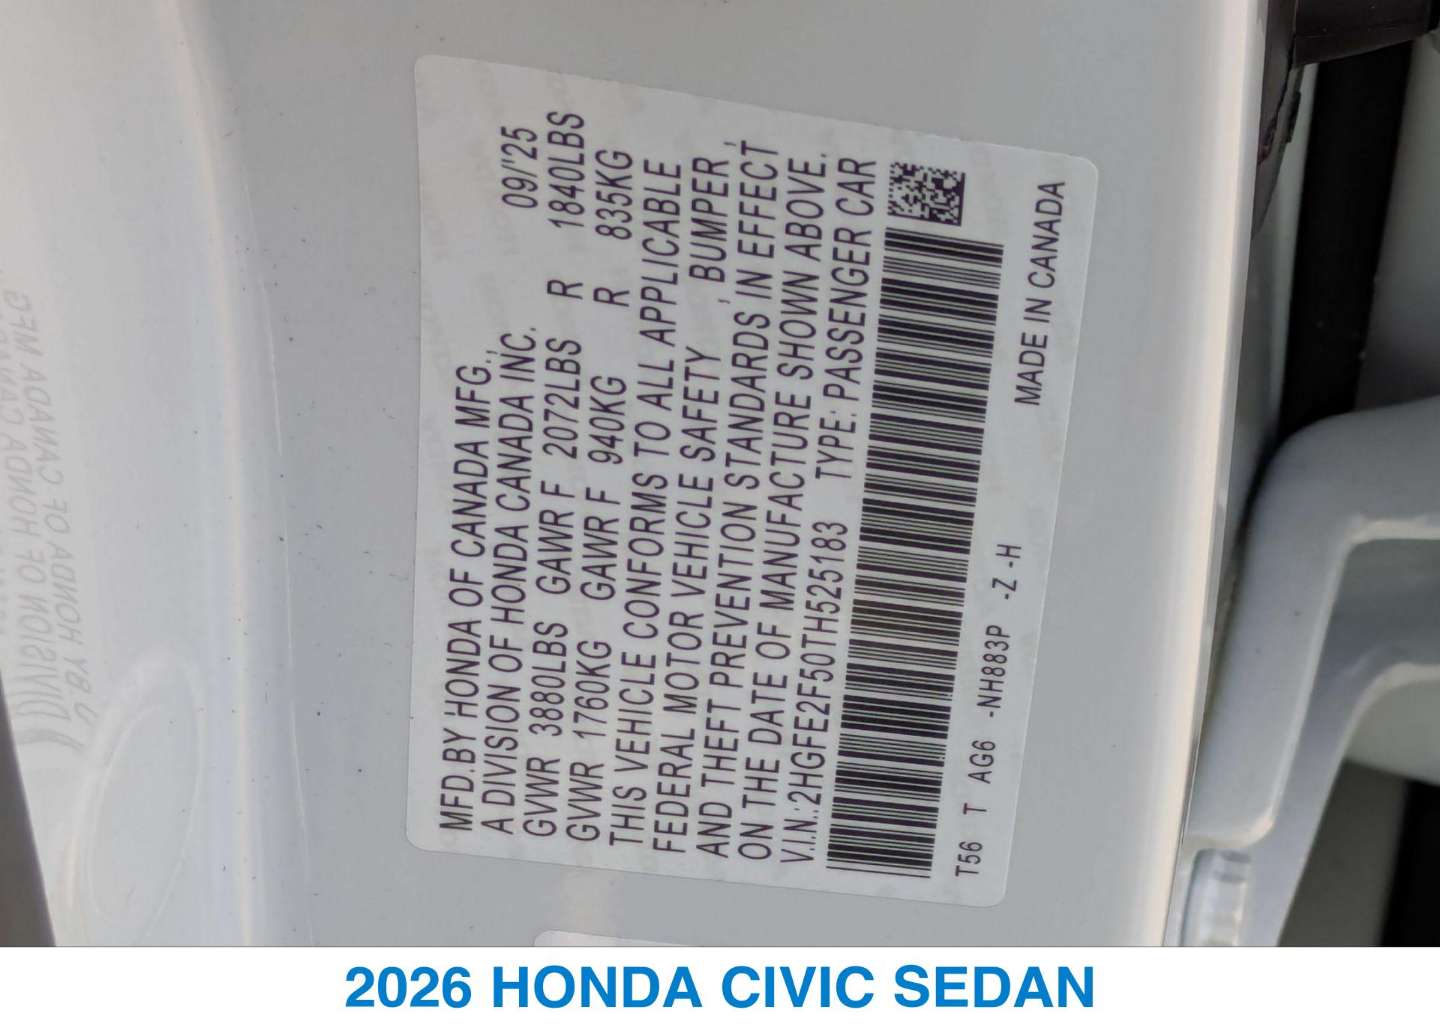 MFD.BY HONDA OF CANADA MFG.,
A DIVISION OF HONDA CANADA INC. 09/'25
GVWR 3880LBS GAWR F 2072LBS R 1840LBS
GVWR 1760KG GAWR F 940KG R 835KG
THIS VEHICLE CONFORMS TO ALL APPLICABLE
FEDERAL MOTOR VEHICLE SAFETY , BUMPER ,
AND THEFT PREVENTION STANDARDS, IN EFFECT
ON THE DATE OF MANUFACTURE SHOWN ABOVE.
V.I.N.:2HGFE2F50TH525183 TYPE: PASSENGER CAR
T56 T AG6 -NH883P -Z -H MADE IN CANADA
2026 HONDA CIVIC SEDAN